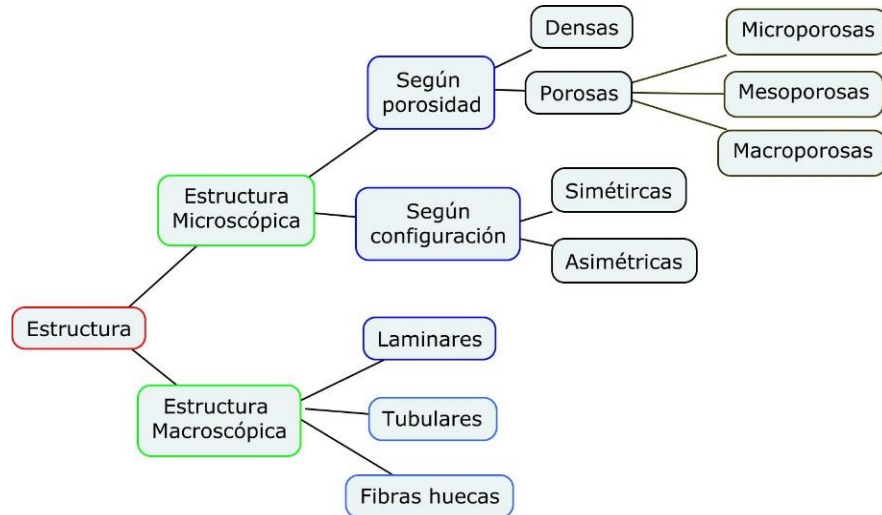 Densas
Microporosas
Según
porosidad
Porosas
Mesoporosas
Macroporosas
Estructura
Microscópica
Según
configuración
Simétircas
Asimétricas
Estructura
Laminares
Estructura
Macroscópica
Tubulares
Fibras huecas